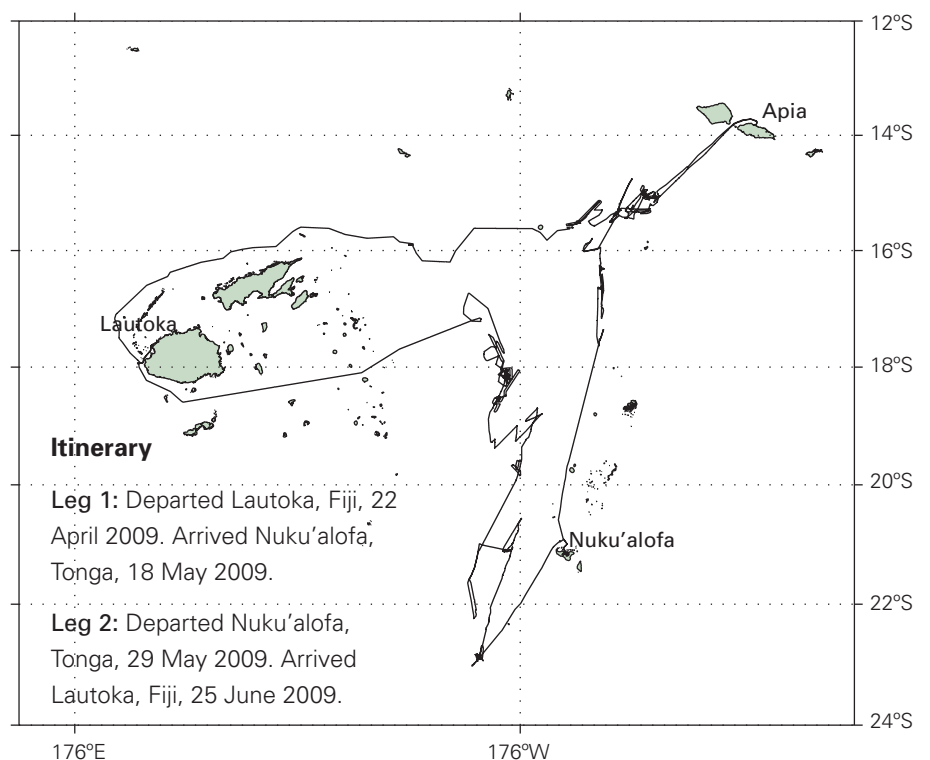 12ºS
Apia
14ºS
16ºS
Lautoka
18ºS
Itinerary
Leg 1: Departed Lautoka, Fiji, 22
April 2009. Arrived Nuku’alofa,
Tonga, 18 May 2009.
20ºS
Nuku’alofa
Leg 2: Departed Nuku’alofa,
Tonga, 29 May 2009. Arrived
Lautoka, Fiji, 25 June 2009.
22ºS
24ºS
176ºE
176ºW